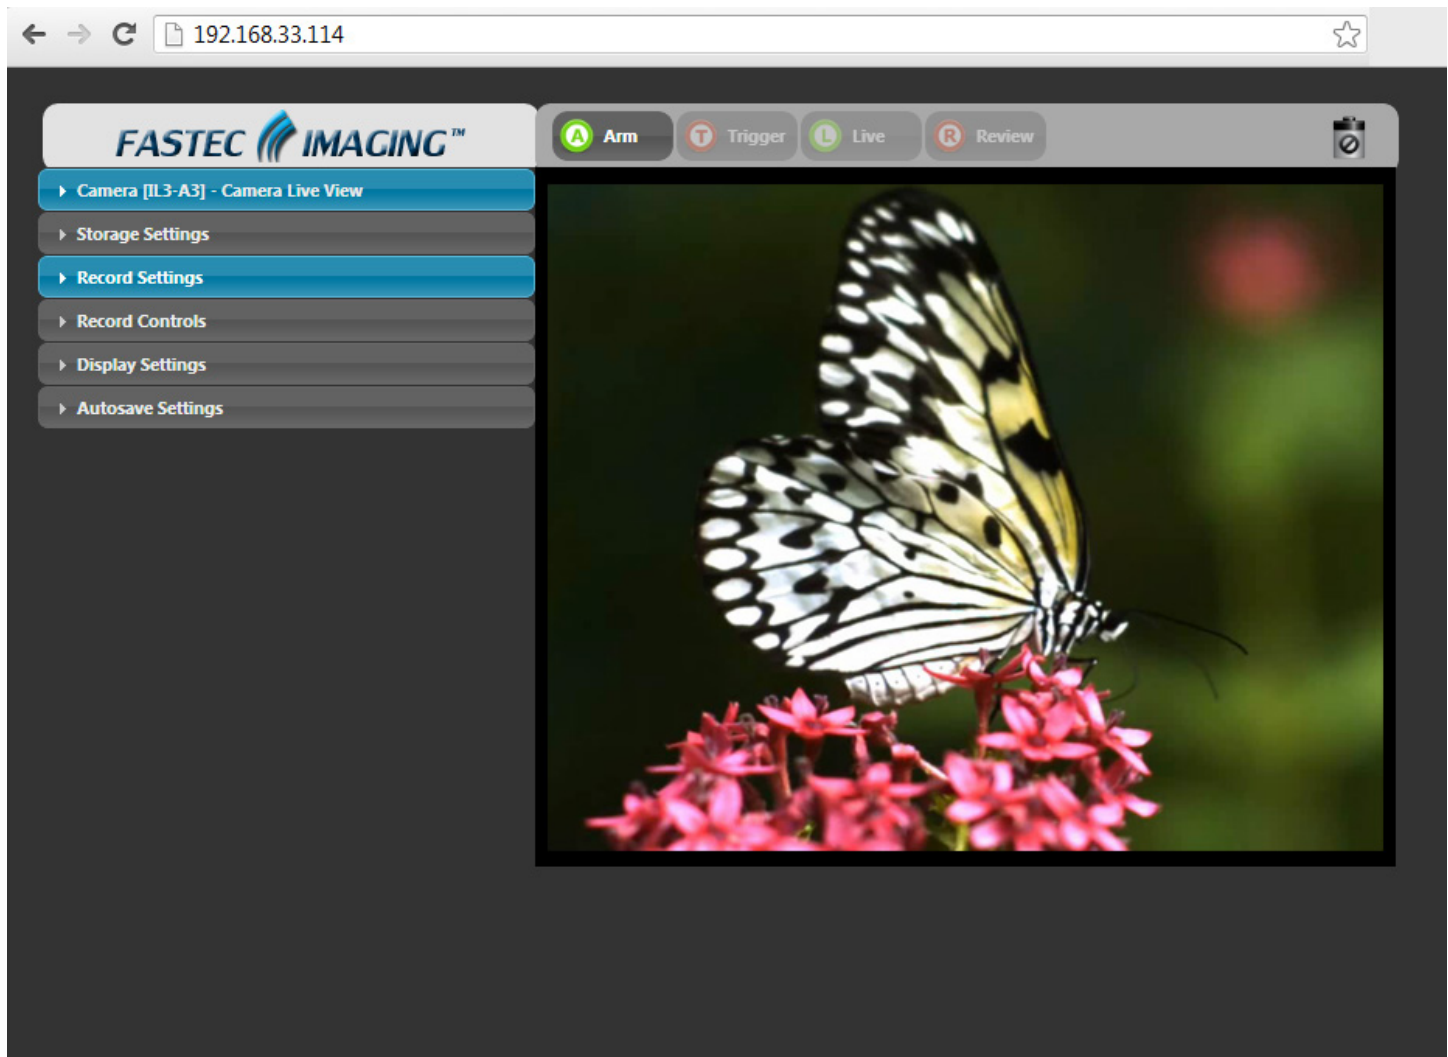 192.168.33.114
FASTEC IMAGING™
A Arm
T Trigger
L Live
R Review
Camera [IL3-A3] - Camera Live View
Storage Settings
Record Settings
Record Controls
Display Settings
Autosave Settings